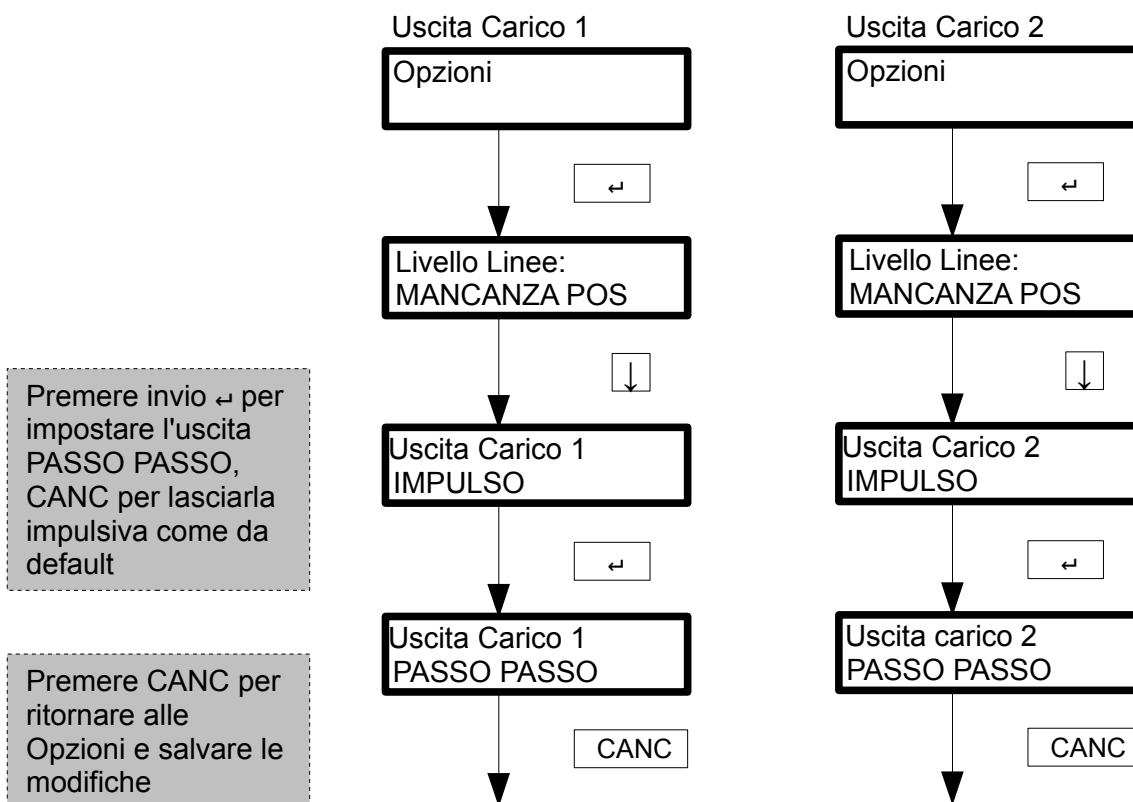 Uscita Carico 1
Opzioni
↵
Livello Linee:
MANCANZA POS
↓
Uscita Carico 1
IMPULSO
↵
Uscita Carico 1
PASSO PASSO
CANC
Uscita Carico 2
Opzioni
↵
Livello Linee:
MANCANZA POS
↓
Uscita Carico 2
IMPULSO
↵
Uscita carico 2
PASSO PASSO
CANC
Premere invio ↵ per
impostare l'uscita
PASSO PASSO,
CANC per lasciarla
impulsiva come da
default
Premere CANC per
ritornare alle
Opzioni e salvare le
modifiche